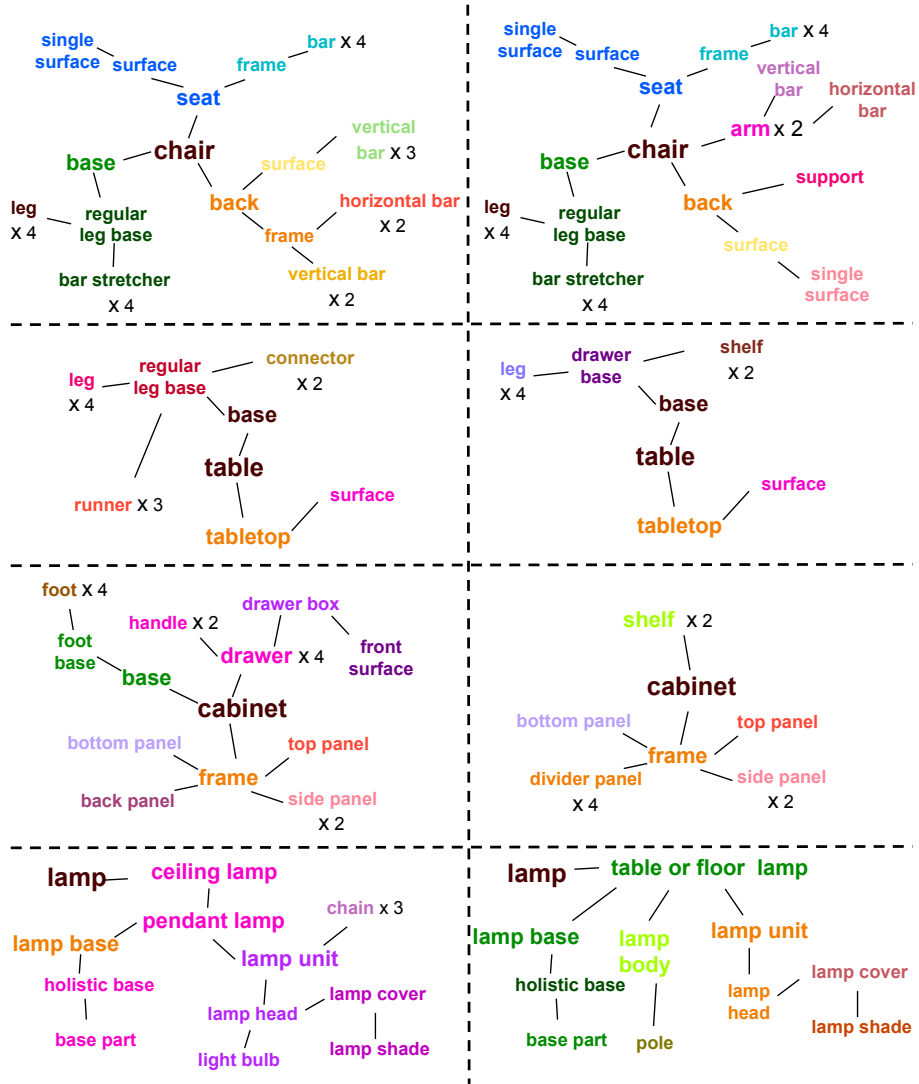 single
surface
surface
frame
bar x 4
seat
chair
base
surface
vertical
bar x 3
back
leg
x 4
regular
leg base
frame
horizontal bar
x 2
bar stretcher
x 4
vertical bar
x 2
single
surface
surface
frame
bar x 4
vertical
bar
horizontal
bar
seat
arm x 2
chair
base
support
back
leg
x 4
regular
leg base
surface
bar stretcher
x 4
single
surface
regular
leg base
connector
x 2
leg
x 4
base
table
runner x 3
surface
tabletop
drawer
base
shelf
x 2
leg
x 4
base
table
surface
tabletop
foot x 4
drawer box
handle x 2
foot
base
drawer x 4
front
surface
base
cabinet
bottom panel
top panel
frame
back panel
side panel
x 2
shelf x 2
cabinet
bottom panel
top panel
frame
divider panel
x 4
side panel
x 2
lamp
ceiling lamp
chain x 3
pendant lamp
lamp base
lamp unit
holistic base
lamp cover
lamp head
base part
light bulb
lamp shade
lamp
table or floor lamp
lamp base
lamp
body
lamp unit
holistic base
lamp cover
lamp
head
base part
pole
lamp shade